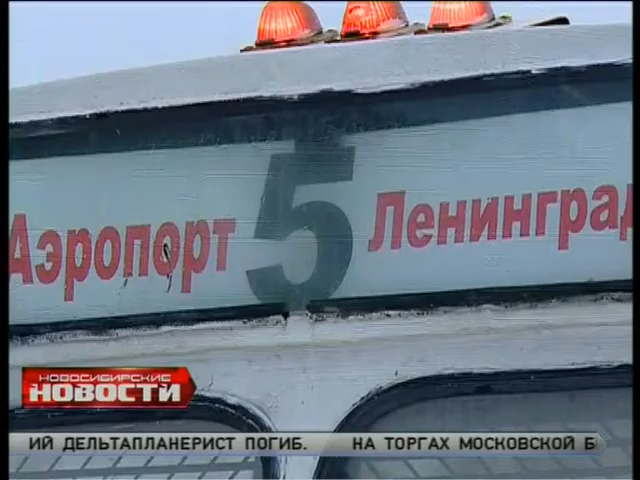 Аэропорт 5 Ленинград
НОВОСИБИРСКИЕ
НОВОСТИ
ИЙ ДЕЛЬТАПЛАНЕРИСТ ПОГИБ. НА ТОРГАХ МОСКОВСКОЙ Б